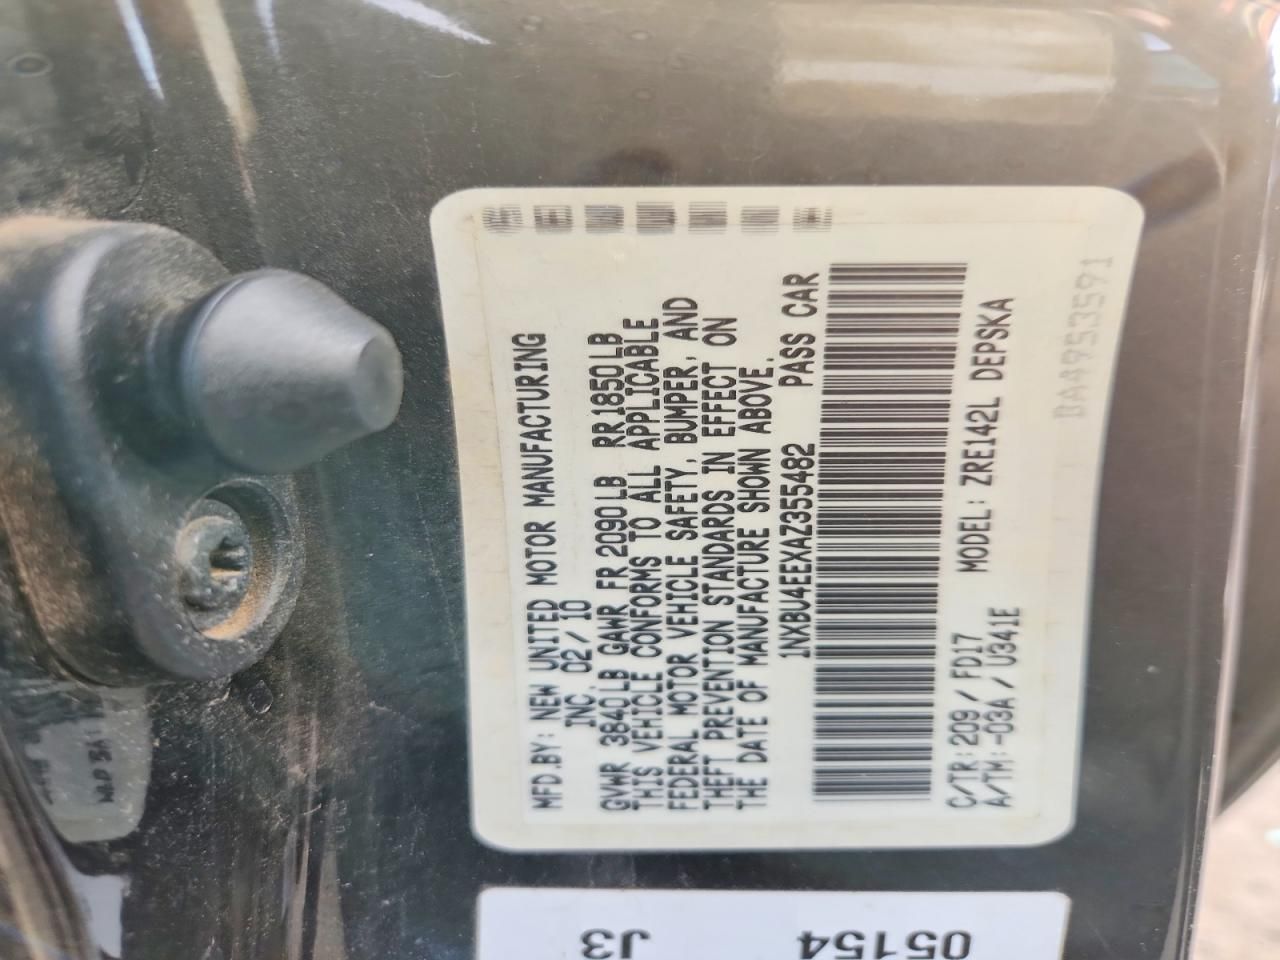 MFD.BY: NEW UNITED MOTOR MANUFACTURING
INC. 02/10
GVWR 3840LB GAWR FR 2090LB RR 1850LB
THIS VEHICLE CONFORMS TO ALL APPLICABLE
FEDERAL MOTOR VEHICLE SAFETY, BUMPER, AND
THEFT PREVENTION STANDARDS IN EFFECT ON
THE DATE OF MANUFACTURE SHOWN ABOVE.
1NXBU4EEXAZ355482 PASS CAR
C/TR: 209/FD17 MODEL: ZRE142L DEPSKA
A/TM: -03A/U341E
BA4953591
J3
05154